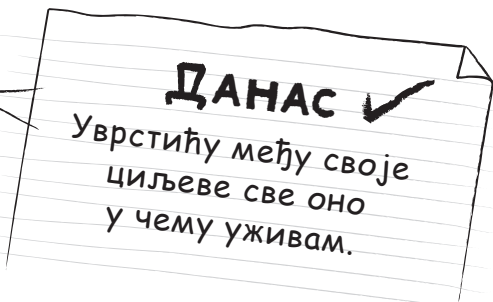 ДАНАС
Уврстићу међу своје
циљеве све оно
у чему уживам.